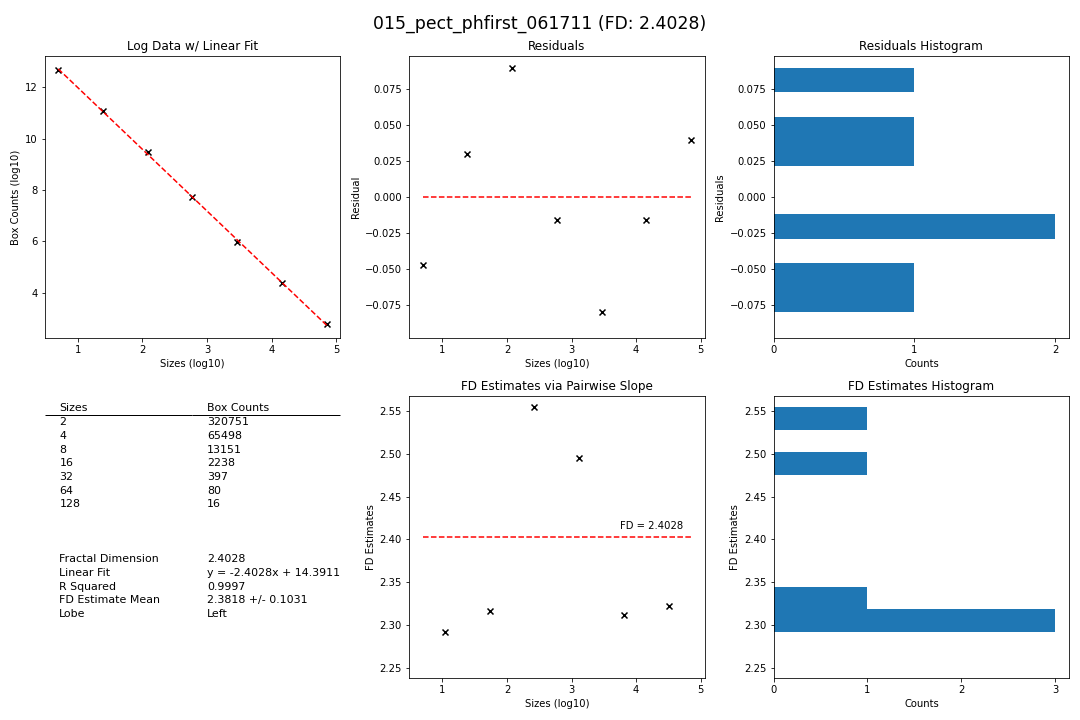 015_pect_phfirst_061711 (FD: 2.4028)
Log Data w/ Linear Fit
Box Counts (log10)
12
10
8
6
4
1 2 3 4 5
Sizes (log10)
Residuals
Residual
0.075
0.050
0.025
0.000
−0.025
−0.050
−0.075
1 2 3 4 5
Sizes (log10)
Residuals Histogram
Residuals
0.075
0.050
0.025
0.000
−0.025
−0.050
−0.075
0 1 2
Counts
Sizes Box Counts
2 320751
4 65498
8 13151
16 2238
32 397
64 80
128 16
Fractal Dimension 2.4028
Linear Fit y = -2.4028x + 14.3911
R Squared 0.9997
FD Estimate Mean 2.3818 +/- 0.1031
Lobe Left
FD Estimates via Pairwise Slope
FD Estimates
2.55
2.50
2.45
2.40
2.35
2.30
2.25
FD = 2.4028
1 2 3 4 5
Sizes (log10)
FD Estimates Histogram
FD Estimates
2.55
2.50
2.45
2.40
2.35
2.30
2.25
0 1 2 3
Counts